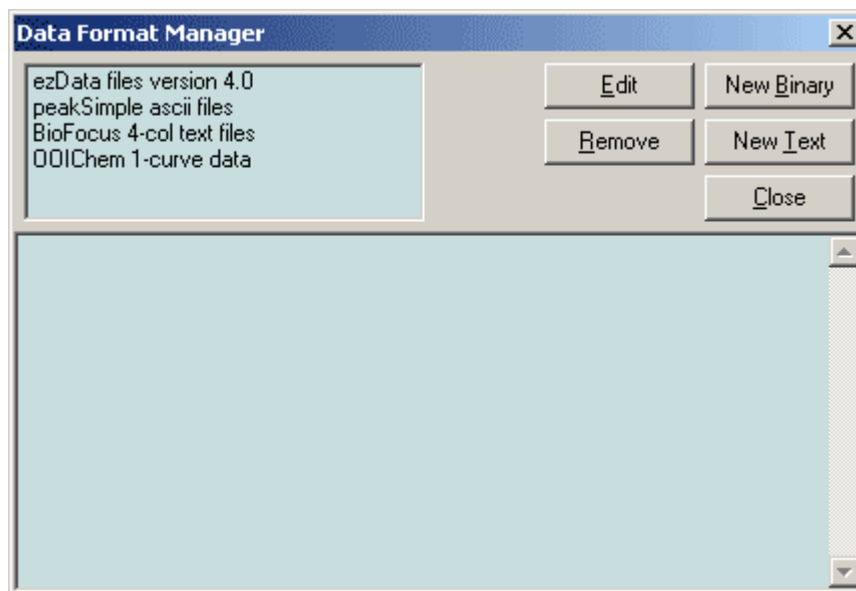 Data Format Manager
ezData files version 4.0
peakSimple ascii files
BioFocus 4-col text files
OOIChem 1-curve data
Edit
New Binary
Remove
New Text
Close